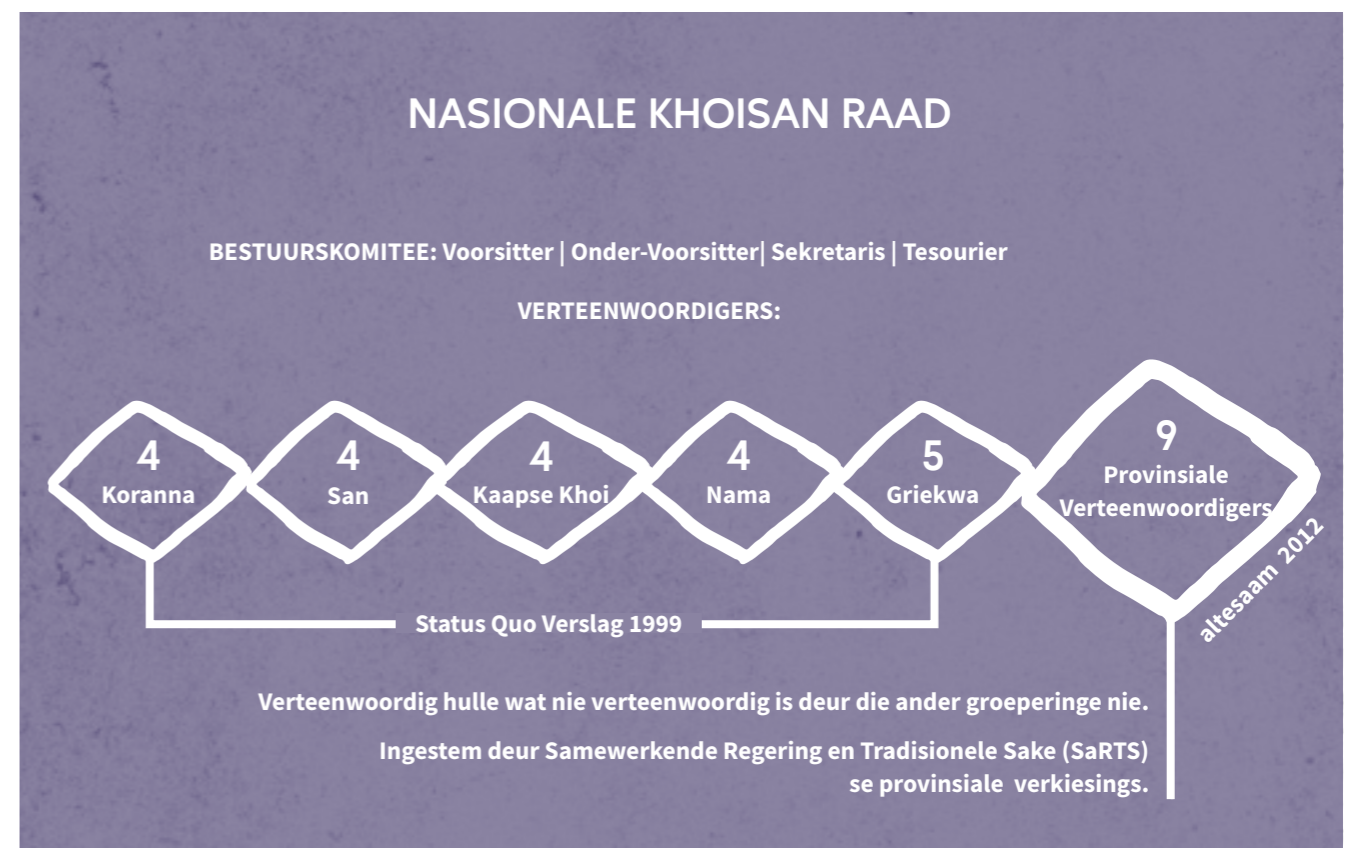 NASIONALE KHOISAN RAAD
BESTUURSKOMITEE: Voorsitter | Onder-Voorsitter| Sekretaris | Tesourier
VERTEENWOORDIGERS:
4
Koranna
4
San
4
Kaapse Khoi
4
Nama
5
Griekwa
9
Provinsiale
Verteenwoordigers
altesaam 2012
Status Quo Verslag 1999
Verteenwoordig hulle wat nie verteenwoordig is deur die ander groeperinge nie.
Ingestem deur Samewerkende Regering en Tradisionele Sake (SaRTS)
se provinsiale verkiesings.